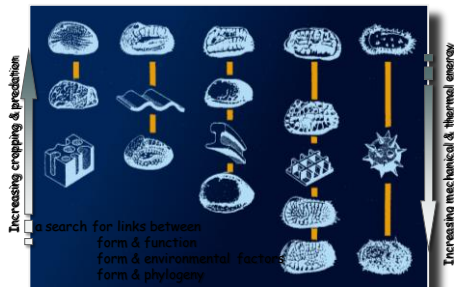 Increasing cropping & predation
a search for links between
form & function
form & environmental factors
form & phylogeny
Increasing mechanical & thermal energy